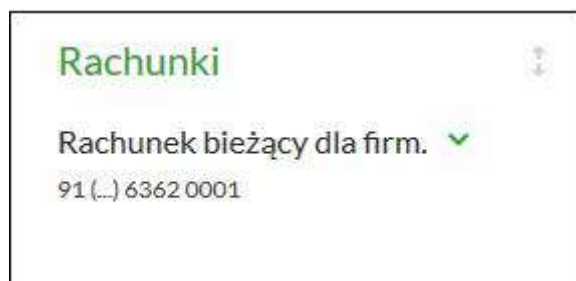 Rachunki
Rachunek bieżący dla firm.
91 (...) 6362 0001